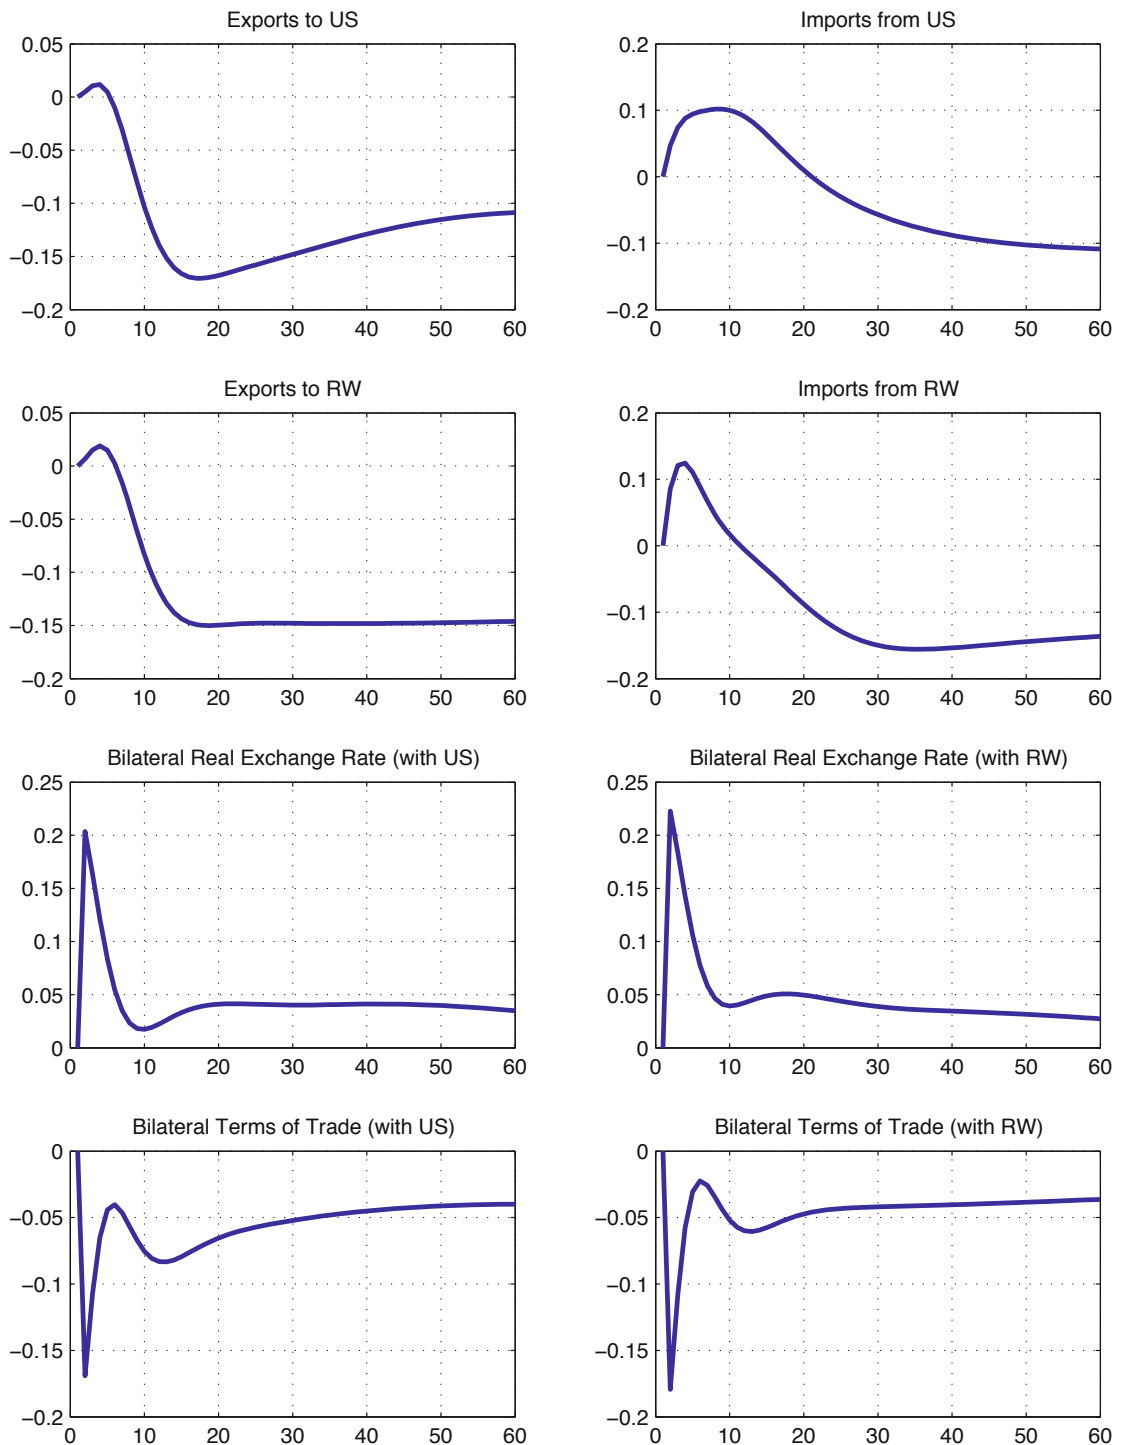 Exports to US
0.05
0
−0.05
−0.1
−0.15
−0.2
0 10 20 30 40 50 60
Imports from US
0.2
0.1
0
−0.1
−0.2
0 10 20 30 40 50 60
Exports to RW
0.05
0
−0.05
−0.1
−0.15
−0.2
0 10 20 30 40 50 60
Imports from RW
0.2
0.1
0
−0.1
−0.2
0 10 20 30 40 50 60
Bilateral Real Exchange Rate (with US)
0.25
0.2
0.15
0.1
0.05
0
0 10 20 30 40 50 60
Bilateral Real Exchange Rate (with RW)
0.25
0.2
0.15
0.1
0.05
0
0 10 20 30 40 50 60
Bilateral Terms of Trade (with US)
0
−0.05
−0.1
−0.15
−0.2
0 10 20 30 40 50 60
Bilateral Terms of Trade (with RW)
0
−0.05
−0.1
−0.15
−0.2
0 10 20 30 40 50 60